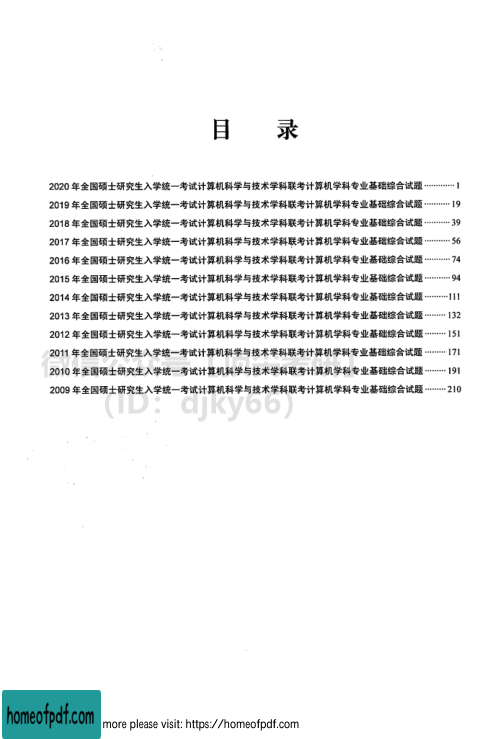 目 录
2020 年全国硕士研究生入学统一考试计算机科学与技术学科联考计算机学科专业基础综合试题 ············· 1
2019 年全国硕士研究生入学统一考试计算机科学与技术学科联考计算机学科专业基础综合试题 ··········· 19
2018 年全国硕士研究生入学统一考试计算机科学与技术学科联考计算机学科专业基础综合试题 ··········· 39
2017 年全国硕士研究生入学统一考试计算机科学与技术学科联考计算机学科专业基础综合试题 ··········· 56
2016 年全国硕士研究生入学统一考试计算机科学与技术学科联考计算机学科专业基础综合试题 ··········· 74
2015 年全国硕士研究生入学统一考试计算机科学与技术学科联考计算机学科专业基础综合试题 ··········· 94
2014 年全国硕士研究生入学统一考试计算机科学与技术学科联考计算机学科专业基础综合试题 ··········111
2013 年全国硕士研究生入学统一考试计算机科学与技术学科联考计算机学科专业基础综合试题 ········· 132
2012 年全国硕士研究生入学统一考试计算机科学与技术学科联考计算机学科专业基础综合试题 ········· 151
2011 年全国硕士研究生入学统一考试计算机科学与技术学科联考计算机学科专业基础综合试题 ········· 171
2010 年全国硕士研究生入学统一考试计算机科学与技术学科联考计算机学科专业基础综合试题 ········· 191
2009 年全国硕士研究生入学统一考试计算机科学与技术学科联考计算机学科专业基础综合试题 ········· 210
(ID：djky66)
homeofpdf.com
more please visit: https://homeofpdf.com